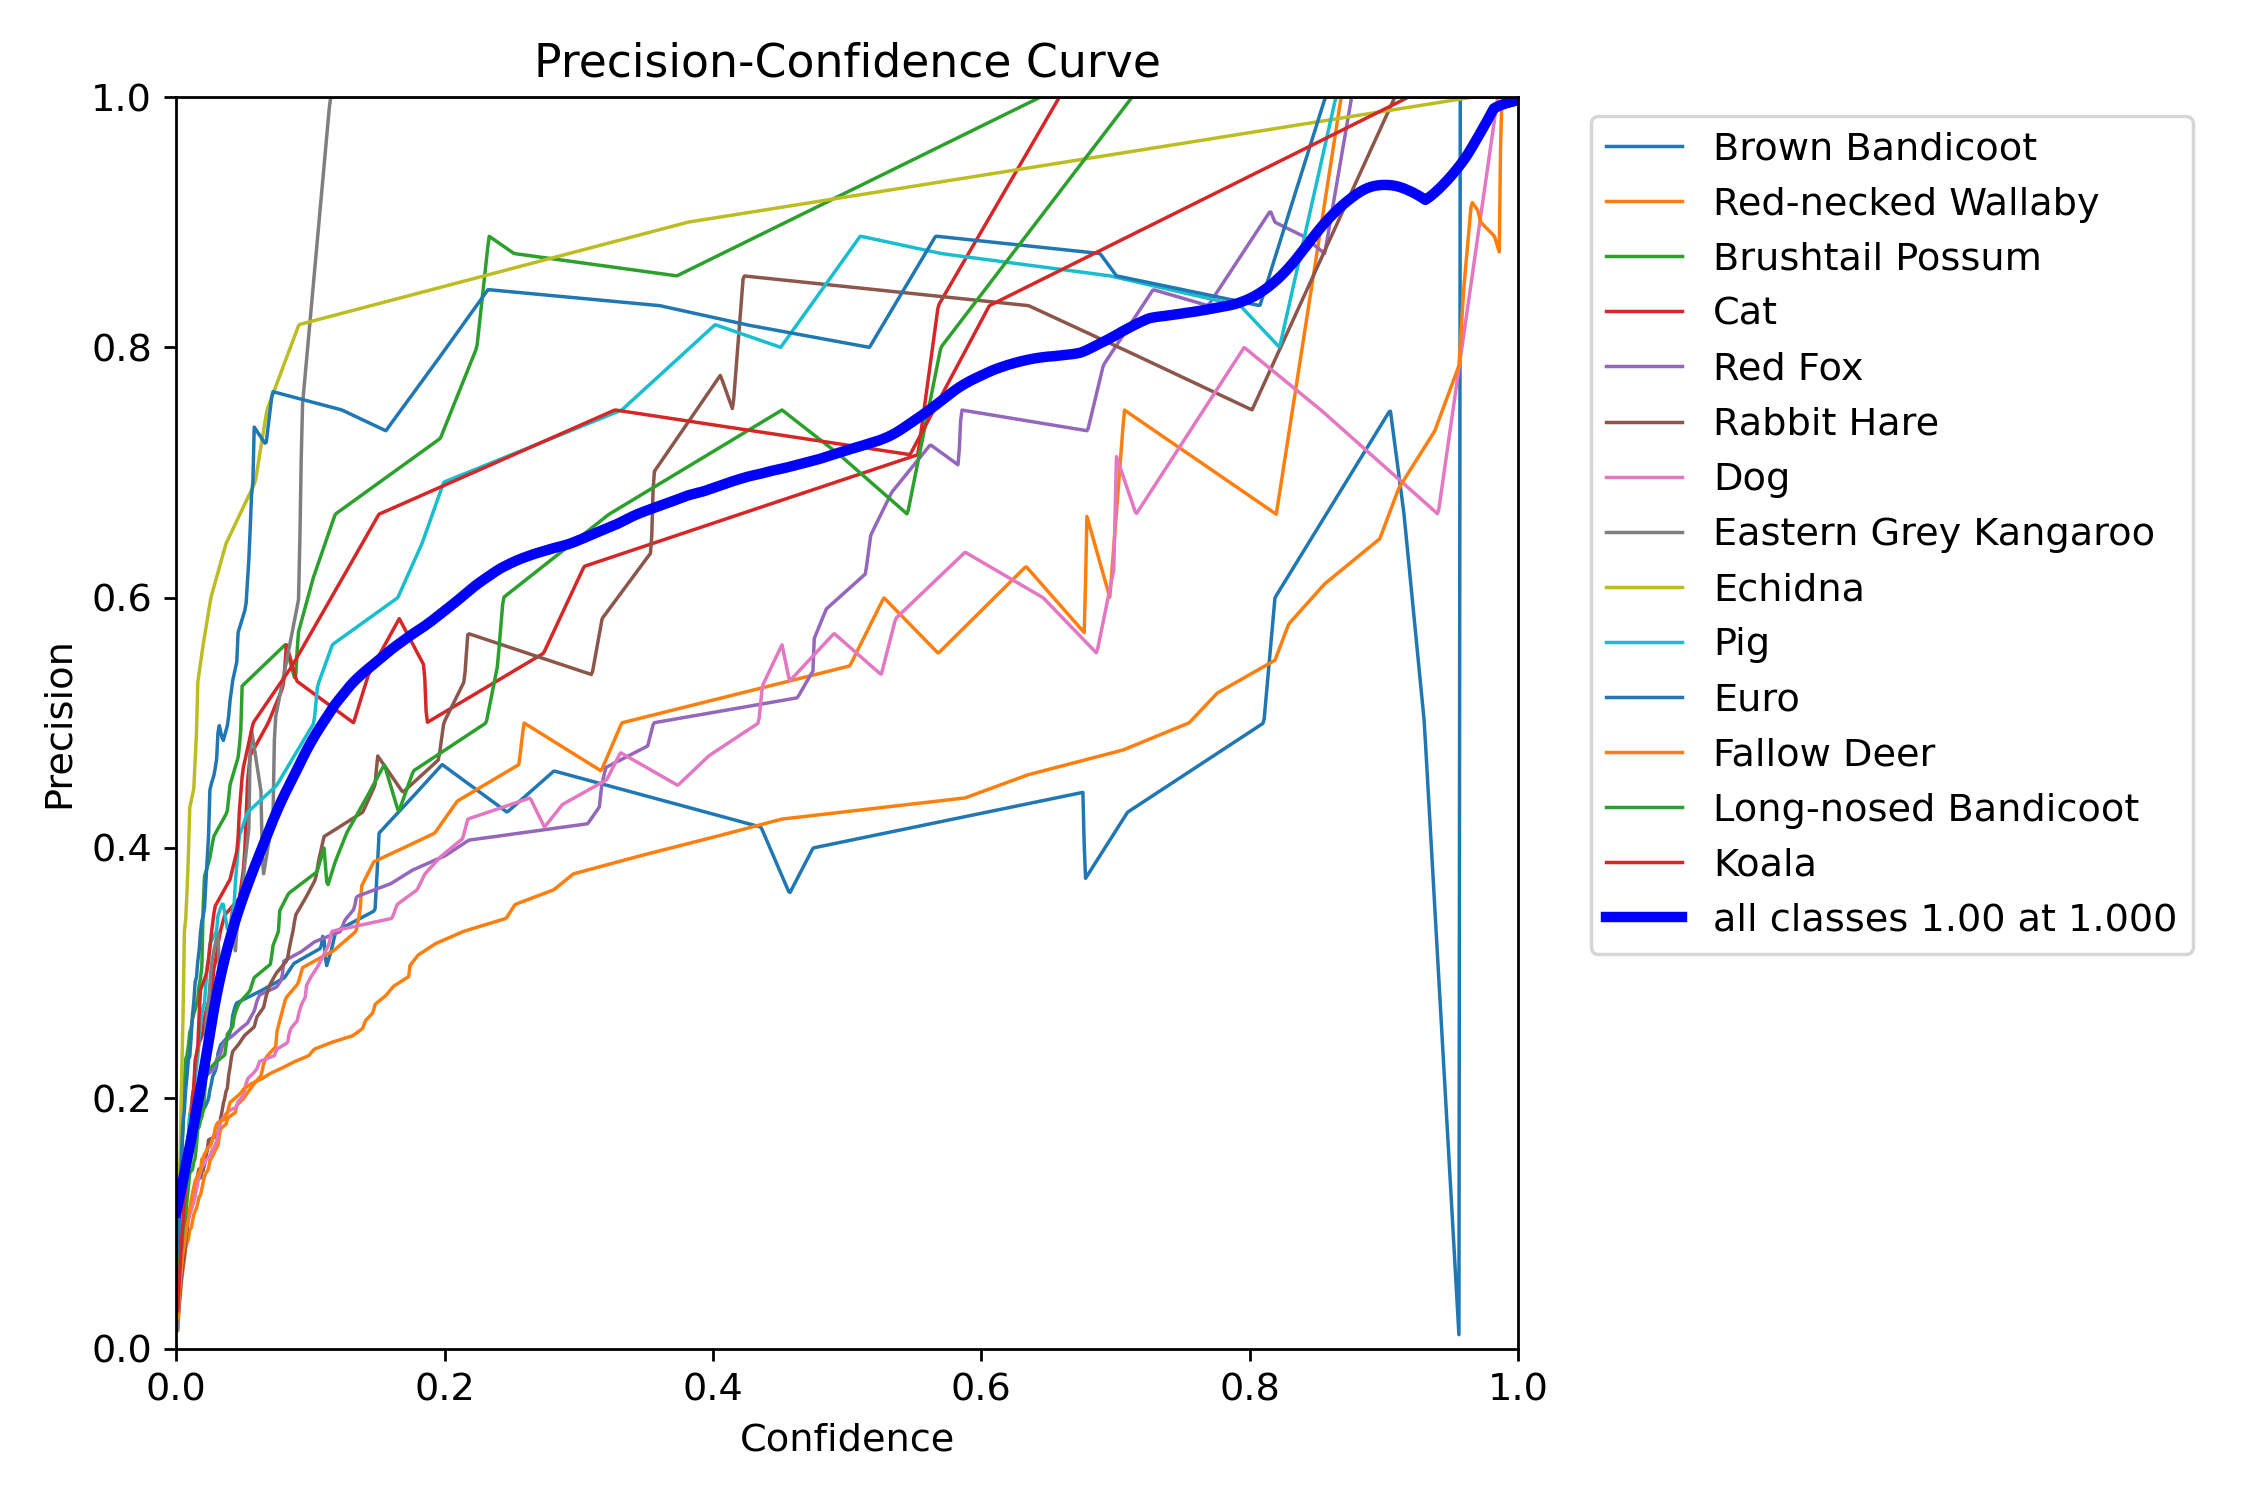 Precision-Confidence Curve
1.0
0.8
0.6
0.4
0.2
0.0
Precision
0.0 0.2 0.4 0.6 0.8 1.0
Confidence
Brown Bandicoot
Red-necked Wallaby
Brushtail Possum
Cat
Red Fox
Rabbit Hare
Dog
Eastern Grey Kangaroo
Echidna
Pig
Euro
Fallow Deer
Long-nosed Bandicoot
Koala
all classes 1.00 at 1.000